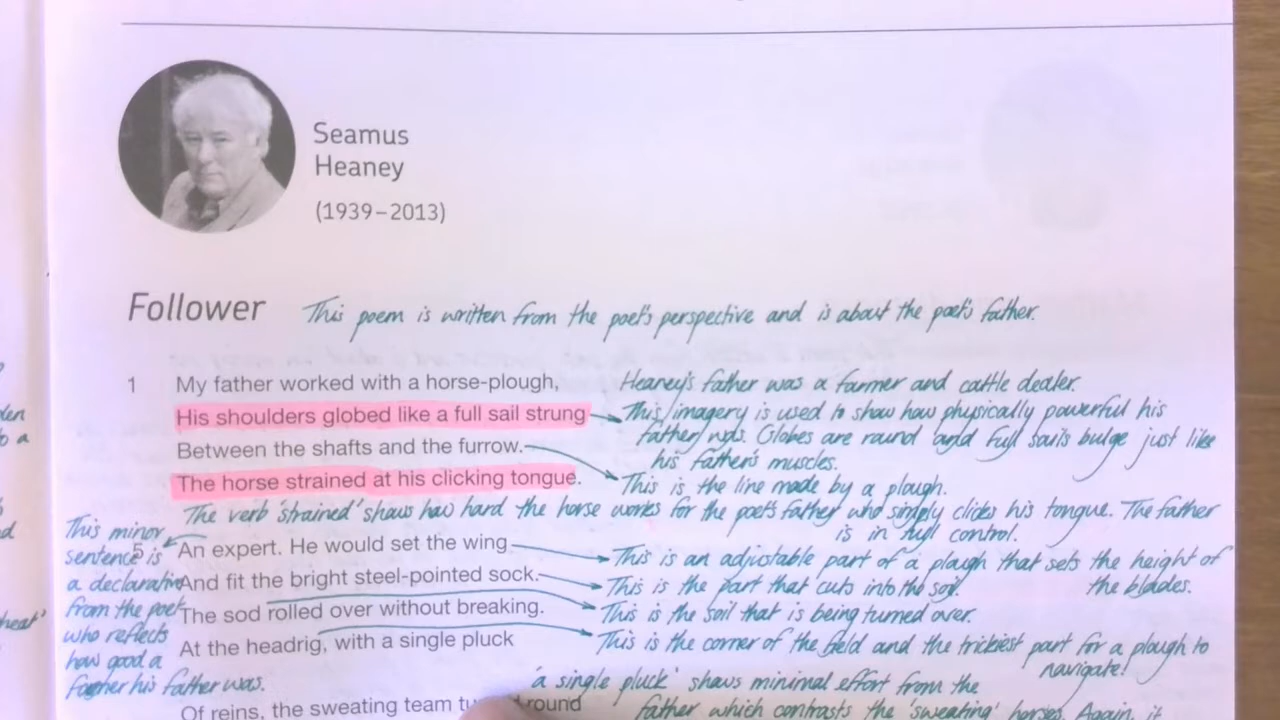 Seamus
Heaney
(1939–2013)
Follower This poem is written from the poet's perspective and is about the poet's father.
1 My father worked with a horse-plough, Heaney's father was a farmer and cattle dealer.
His shoulders globed like a full sail strung This imagery is used to show how physically powerful his
father was. Globes are round and full sails bulge just like
Between the shafts and the furrow. his father's muscles.
The horse strained at his clicking tongue. This is the line made by a plough.
The verb 'strained' shows how hard the horse works for the poet's father who simply clicks his tongue. The father
is in full control.
This minor
sentence is
a declarative
from the poet
who reflects
how good a
farmer his father was.
5 An expert. He would set the wing This is an adjustable part of a plough that sets the height of
the blades.
And fit the bright steel-pointed sock. This is the part that cuts into the soil.
The sod rolled over without breaking. This is the soil that is being turned over.
At the headrig, with a single pluck This is the corner of the field and the trickiest part for a plough to
navigate!
'a single pluck' shows minimal effort from the
Of reins, the sweating team round father which contrasts the 'sweating' horses. Again, it
den
o a
d
heat'